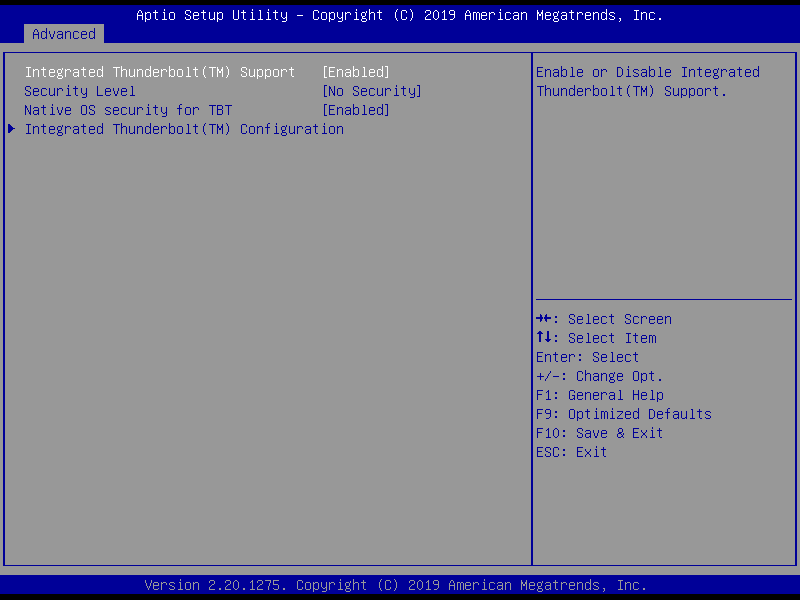 Aptio Setup Utility – Copyright (C) 2019 American Megatrends, Inc.
Advanced
Integrated Thunderbolt(TM) Support [Enabled]
Security Level [No Security]
Native OS security for TBT [Enabled]
Integrated Thunderbolt(TM) Configuration
Enable or Disable Integrated
Thunderbolt(TM) Support.
→←: Select Screen
↑↓: Select Item
Enter: Select
+/-: Change Opt.
F1: General Help
F9: Optimized Defaults
F10: Save & Exit
ESC: Exit
Version 2.20.1275. Copyright (C) 2019 American Megatrends, Inc.